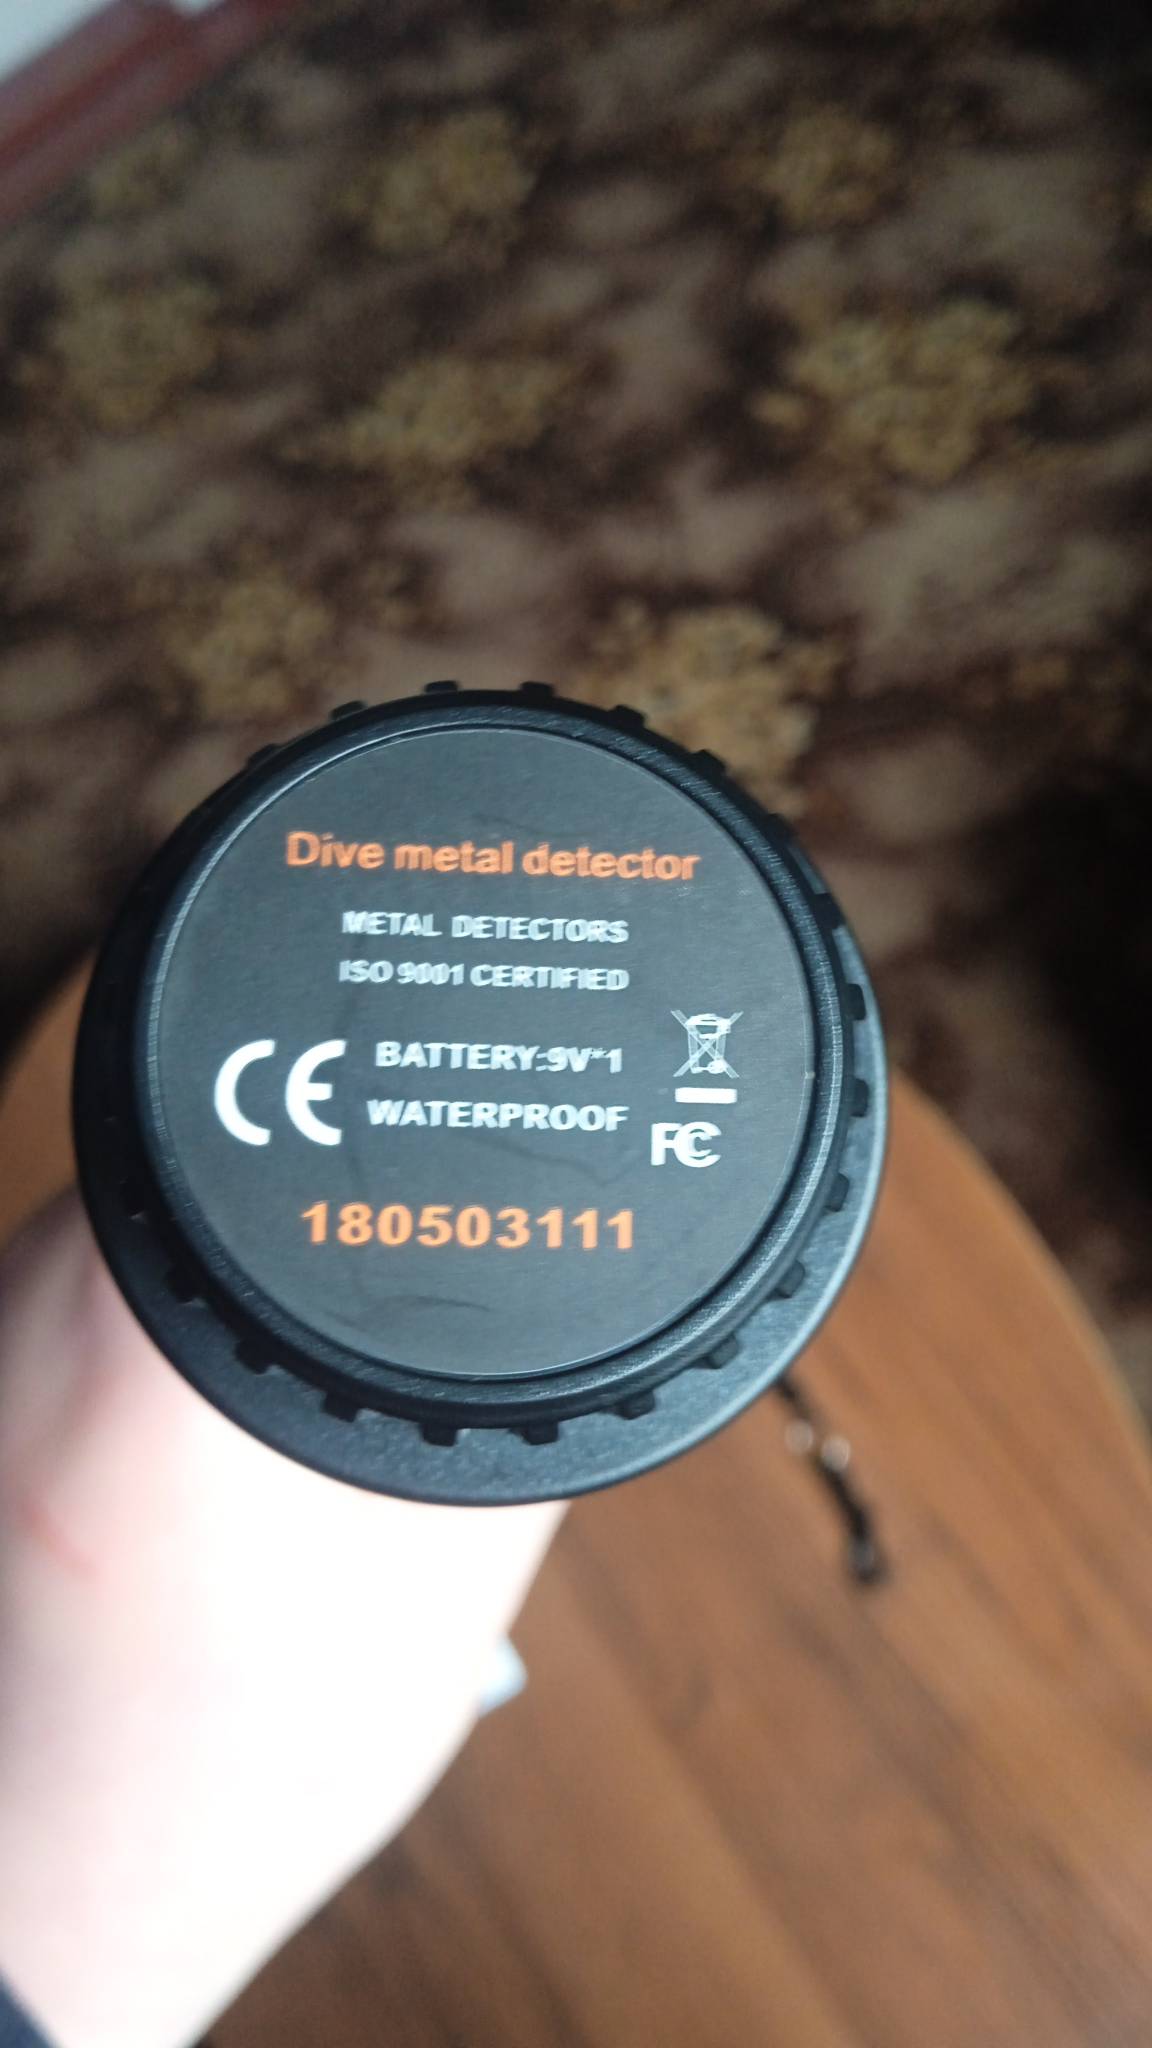 Dive metal detector
METAL DETECTORS
ISO 9001 CERTIFIED
CE
BATTERY:9V*1
WATERPROOF
FC
180503111